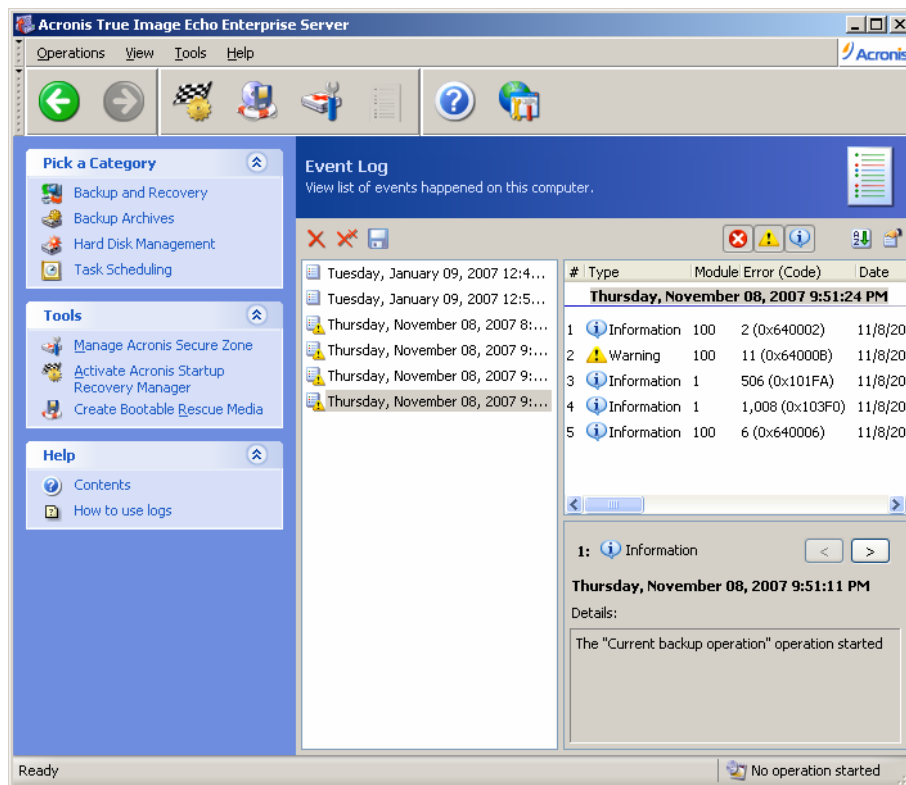 Acronis True Image Echo Enterprise Server
Operations View Tools Help
Acronis
Pick a Category
Backup and Recovery
Backup Archives
Hard Disk Management
Task Scheduling
Tools
Manage Acronis Secure Zone
Activate Acronis Startup
Recovery Manager
Create Bootable Rescue Media
Help
Contents
How to use logs
Event Log
View list of events happened on this computer.
Tuesday, January 09, 2007 12:4...
Tuesday, January 09, 2007 12:5...
Thursday, November 08, 2007 8:...
Thursday, November 08, 2007 9:...
Thursday, November 08, 2007 9:...
Thursday, November 08, 2007 9:...
# Type Module Error (Code) Date
Thursday, November 08, 2007 9:51:24 PM
1 Information 100 2 (0x640002) 11/8/20
2 Warning 100 11 (0x64000B) 11/8/20
3 Information 1 506 (0x101FA) 11/8/20
4 Information 1 1,008 (0x103F0) 11/8/20
5 Information 100 6 (0x640006) 11/8/20
1: Information < >
Thursday, November 08, 2007 9:51:11 PM
Details:
The "Current backup operation" operation started
Ready
No operation started